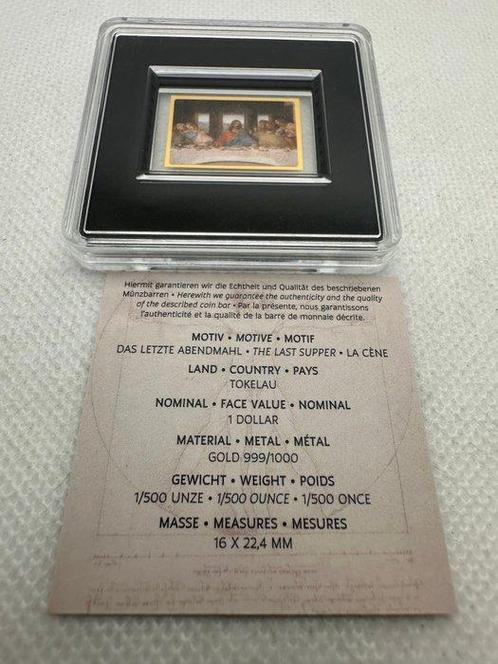 Hiermit garantieren wir die Echtheit und Qualität des beschriebenen
Münzbarren • Herewith we guarantee the authenticity and the quality
of the described coin bar • Par la présente, nous garantissons
l'authenticité et la qualité de la barre de monnaie décrite.
MOTIV • MOTIVE • MOTIF
DAS LETZTE ABENDMAHL • THE LAST SUPPER • LA CÈNE
LAND • COUNTRY • PAYS
TOKELAU
NOMINAL • FACE VALUE • NOMINAL
1 DOLLAR
MATERIAL • METAL • MÉTAL
GOLD 999/1000
GEWICHT • WEIGHT • POIDS
1/500 UNZE • 1/500 OUNCE • 1/500 ONCE
MASSE • MEASURES • MESURES
16 X 22,4 MM